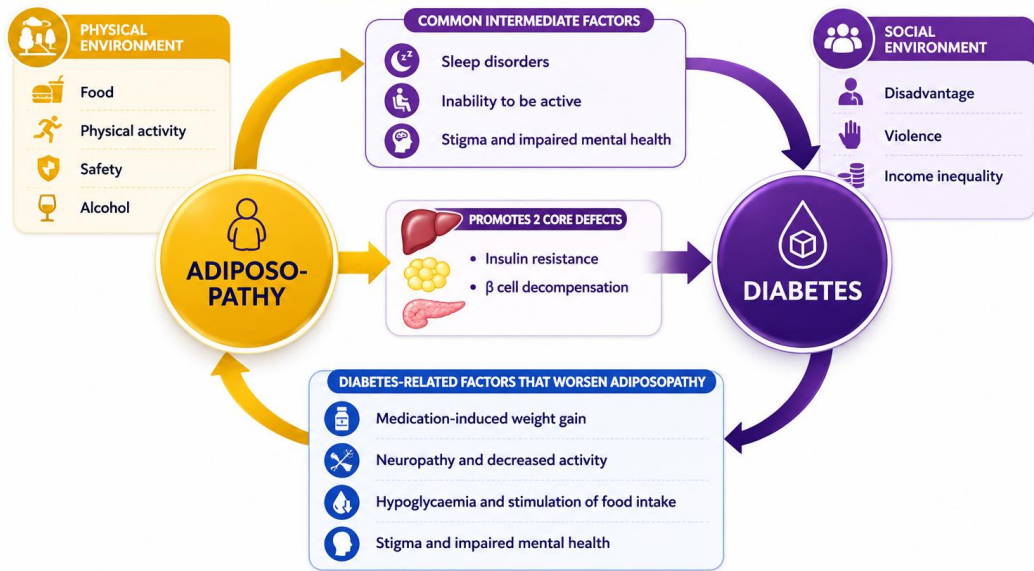 PHYSICAL
ENVIRONMENT
Food
Physical activity
Safety
Alcohol
COMMON INTERMEDIATE FACTORS
zzz
Sleep disorders
Inability to be active
Stigma and impaired mental health
SOCIAL
ENVIRONMENT
Disadvantage
Violence
Income inequality
ADIPOSO-
PATHY
PROMOTES 2 CORE DEFECTS
• Insulin resistance
• β cell decompensation
DIABETES
DIABETES-RELATED FACTORS THAT WORSEN ADIPOSOPATHY
Medication-induced weight gain
Neuropathy and decreased activity
Hypoglycaemia and stimulation of food intake
Stigma and impaired mental health